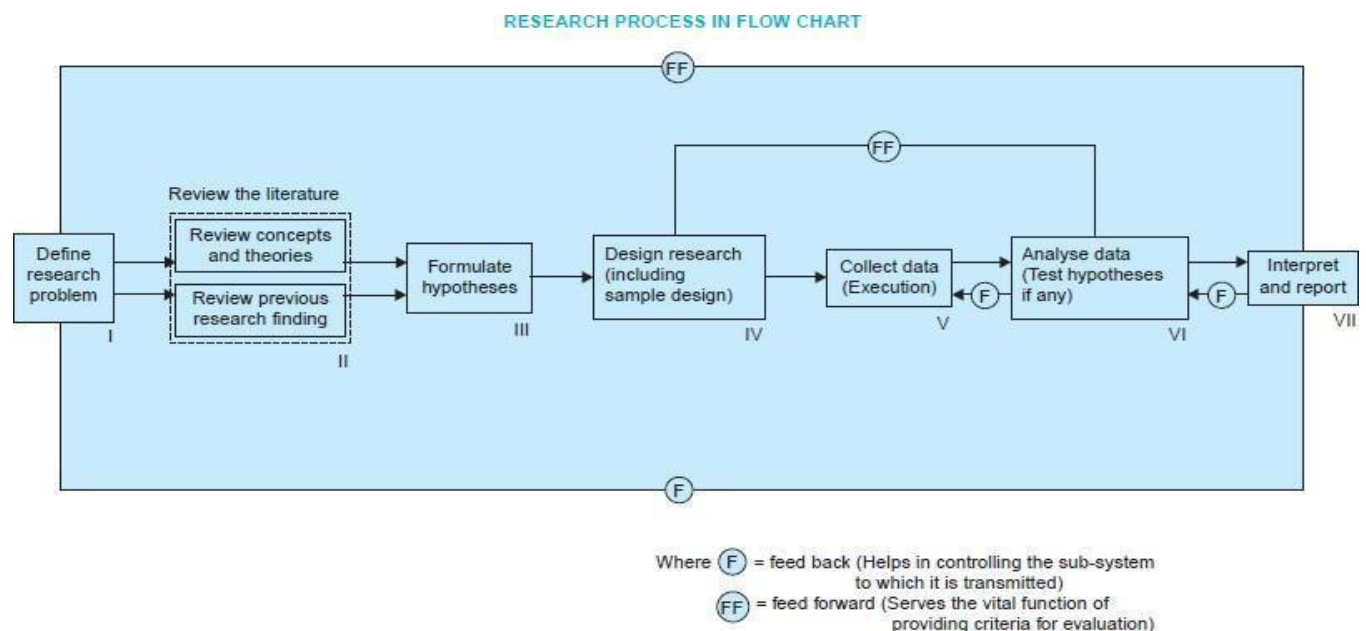 RESEARCH PROCESS IN FLOW CHART
FF
FF
Review the literature
Define
research
problem
I
Review concepts
and theories
Review previous
research finding
II
Formulate
hypotheses
III
Design research
(including
sample design)
IV
Collect data
(Execution)
V
F
Analyse data
(Test hypotheses
if any)
VI
F
Interpret
and report
VII
F
Where F = feed back (Helps in controlling the sub-system
to which it is transmitted)
FF = feed forward (Serves the vital function of
providing criteria for evaluation)